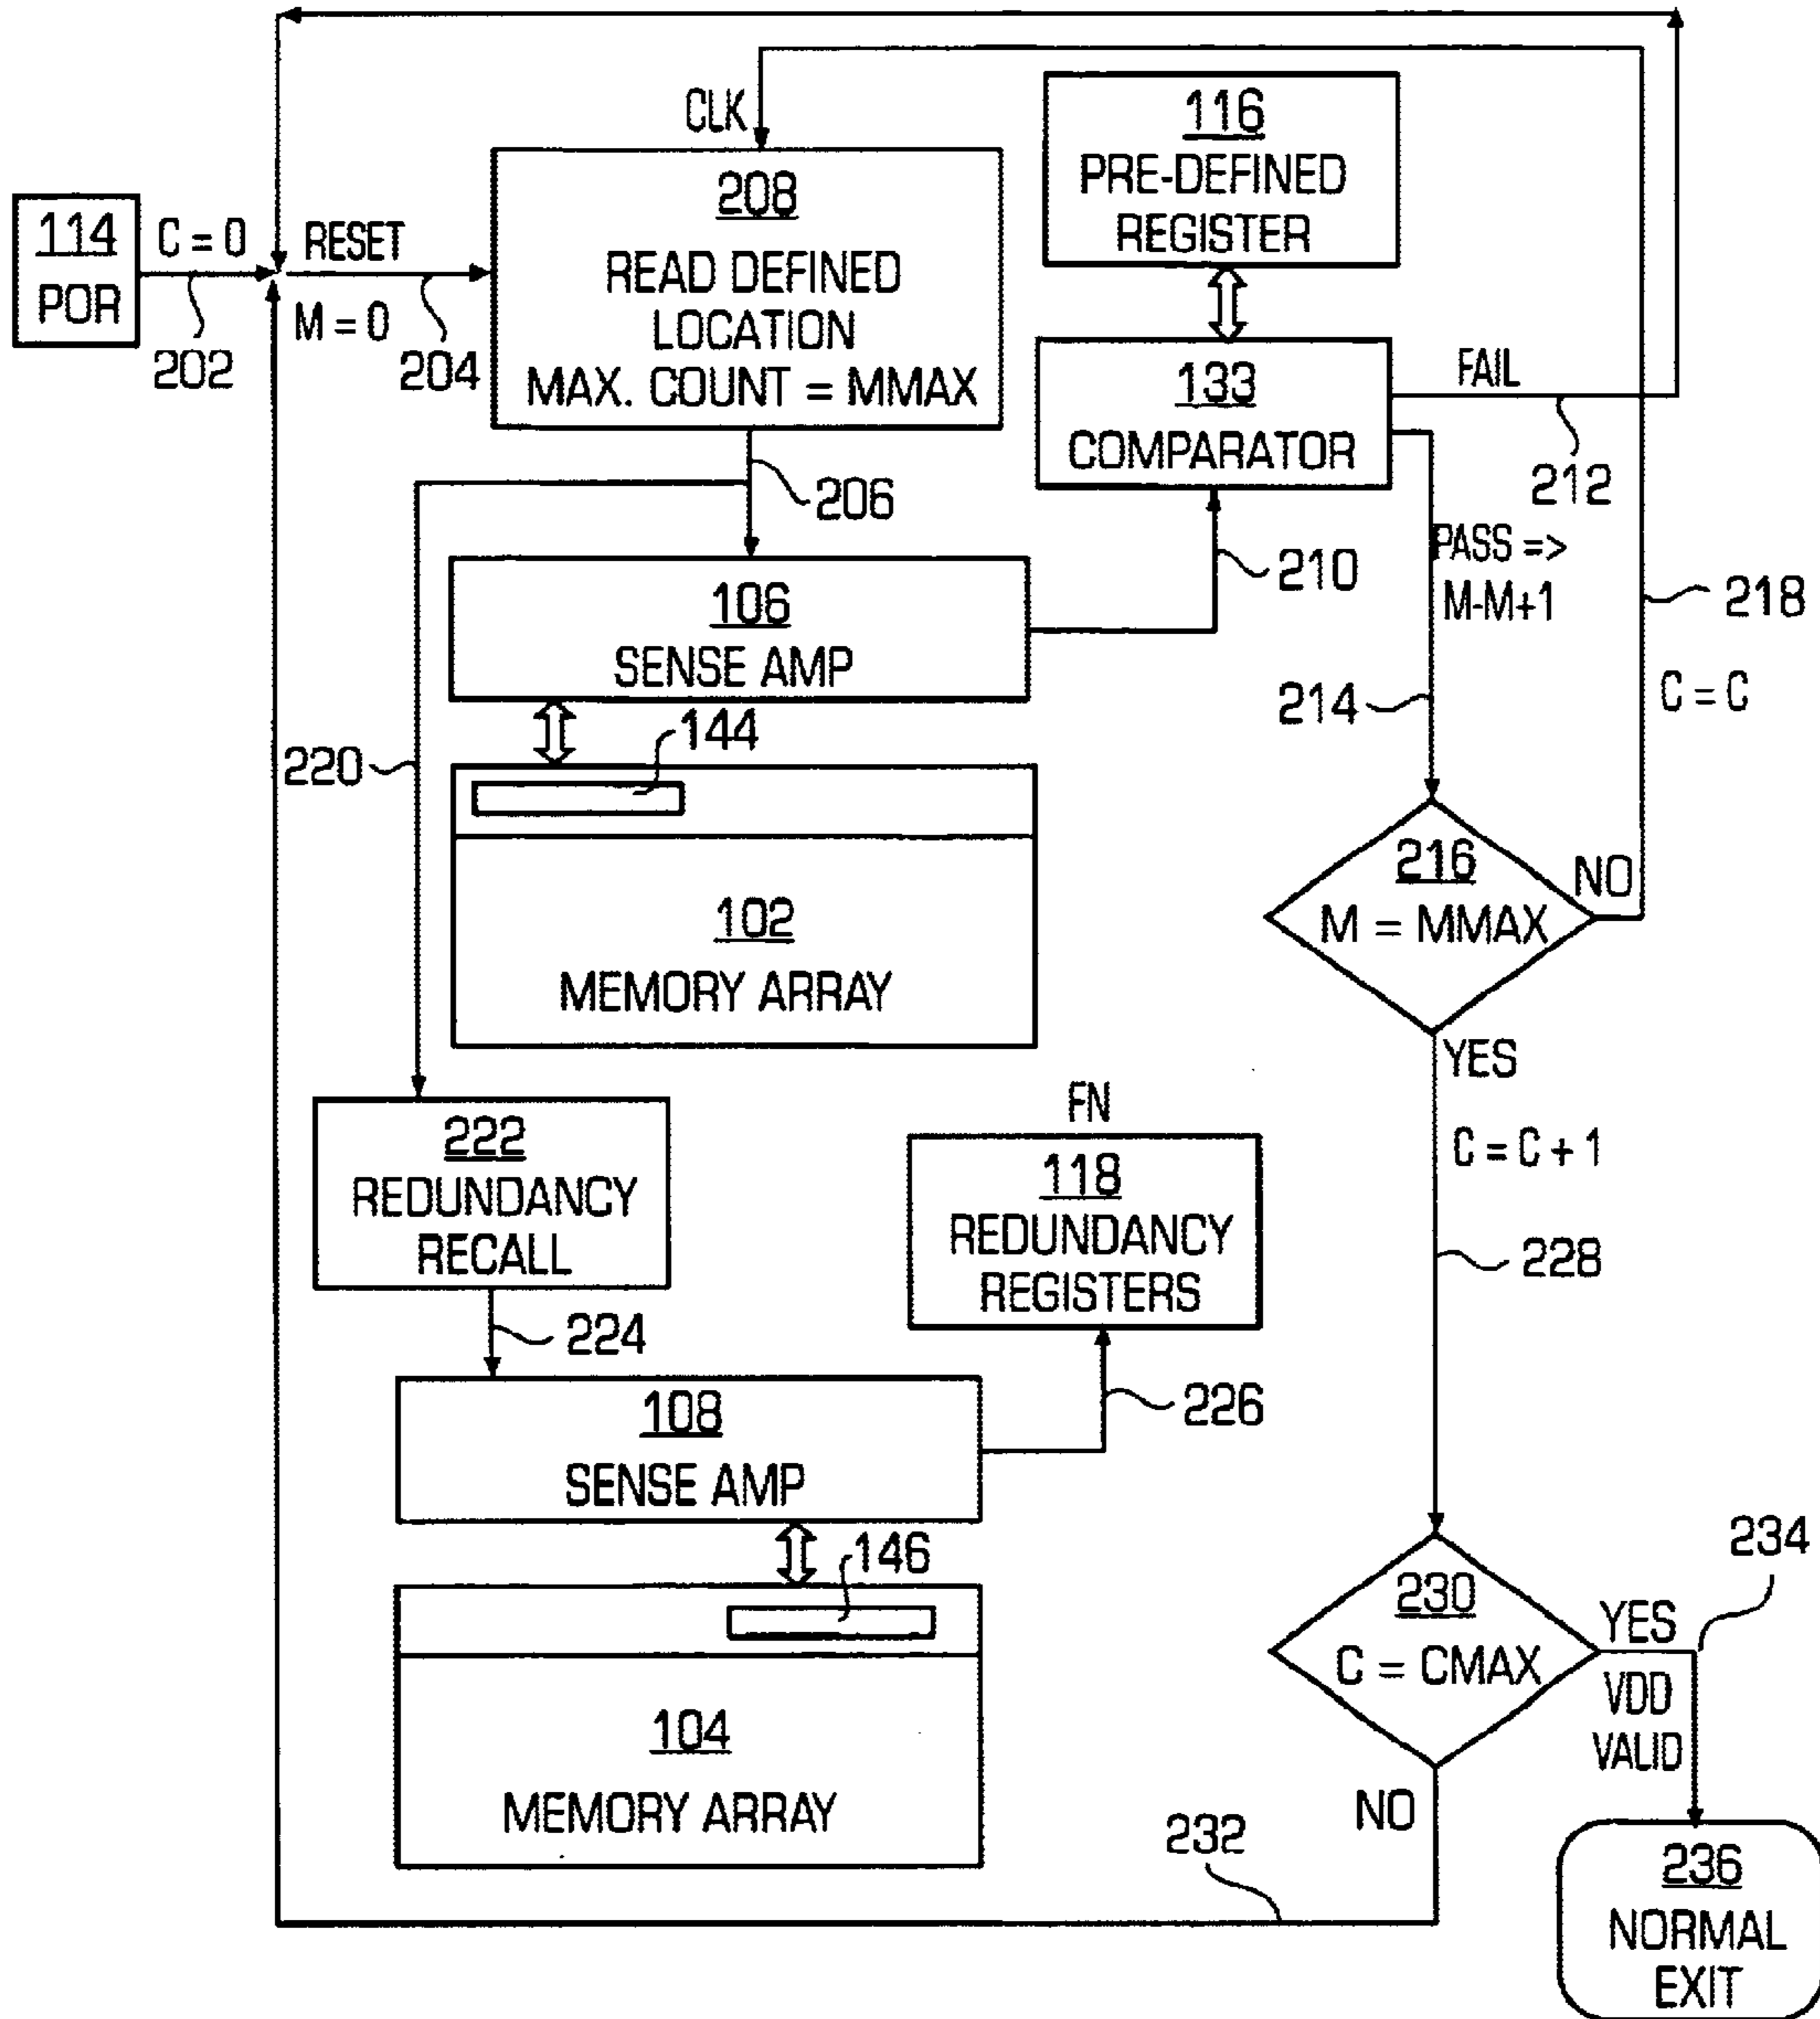 CLK
116
PRE-DEFINED
REGISTER
208
READ DEFINED
LOCATION
MAX. COUNT = MMAX
114
POR
C = 0
RESET
M = 0
202
204
133
COMPARATOR
FAIL
212
206
210
PASS =>
M-M+1
218
106
SENSE AMP
214
C = C
144
220
102
MEMORY ARRAY
216
M = MMAX
NO
YES
FN
C = C + 1
222
REDUNDANCY
RECALL
118
REDUNDANCY
REGISTERS
228
224
108
SENSE AMP
226
146
234
230
C = CMAX
YES
VDD
VALID
104
MEMORY ARRAY
NO
232
236
NORMAL
EXIT